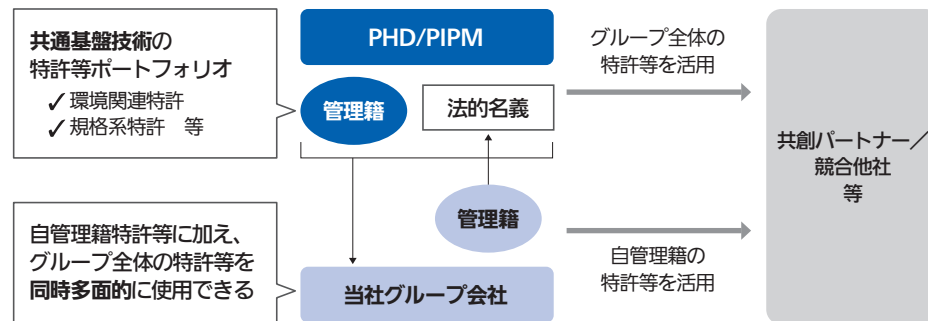 共通基盤技術の
特許等ポートフォリオ
✓環境関連特許
✓規格系特許　等
PHD/PIPM
管理籍
法的名義
グループ全体の
特許等を活用
共創パートナー／
競合他社
等
管理籍
自管理籍特許等に加え、
グループ全体の特許等を
同時多面的に使用できる
当社グループ会社
自管理籍の
特許等を活用